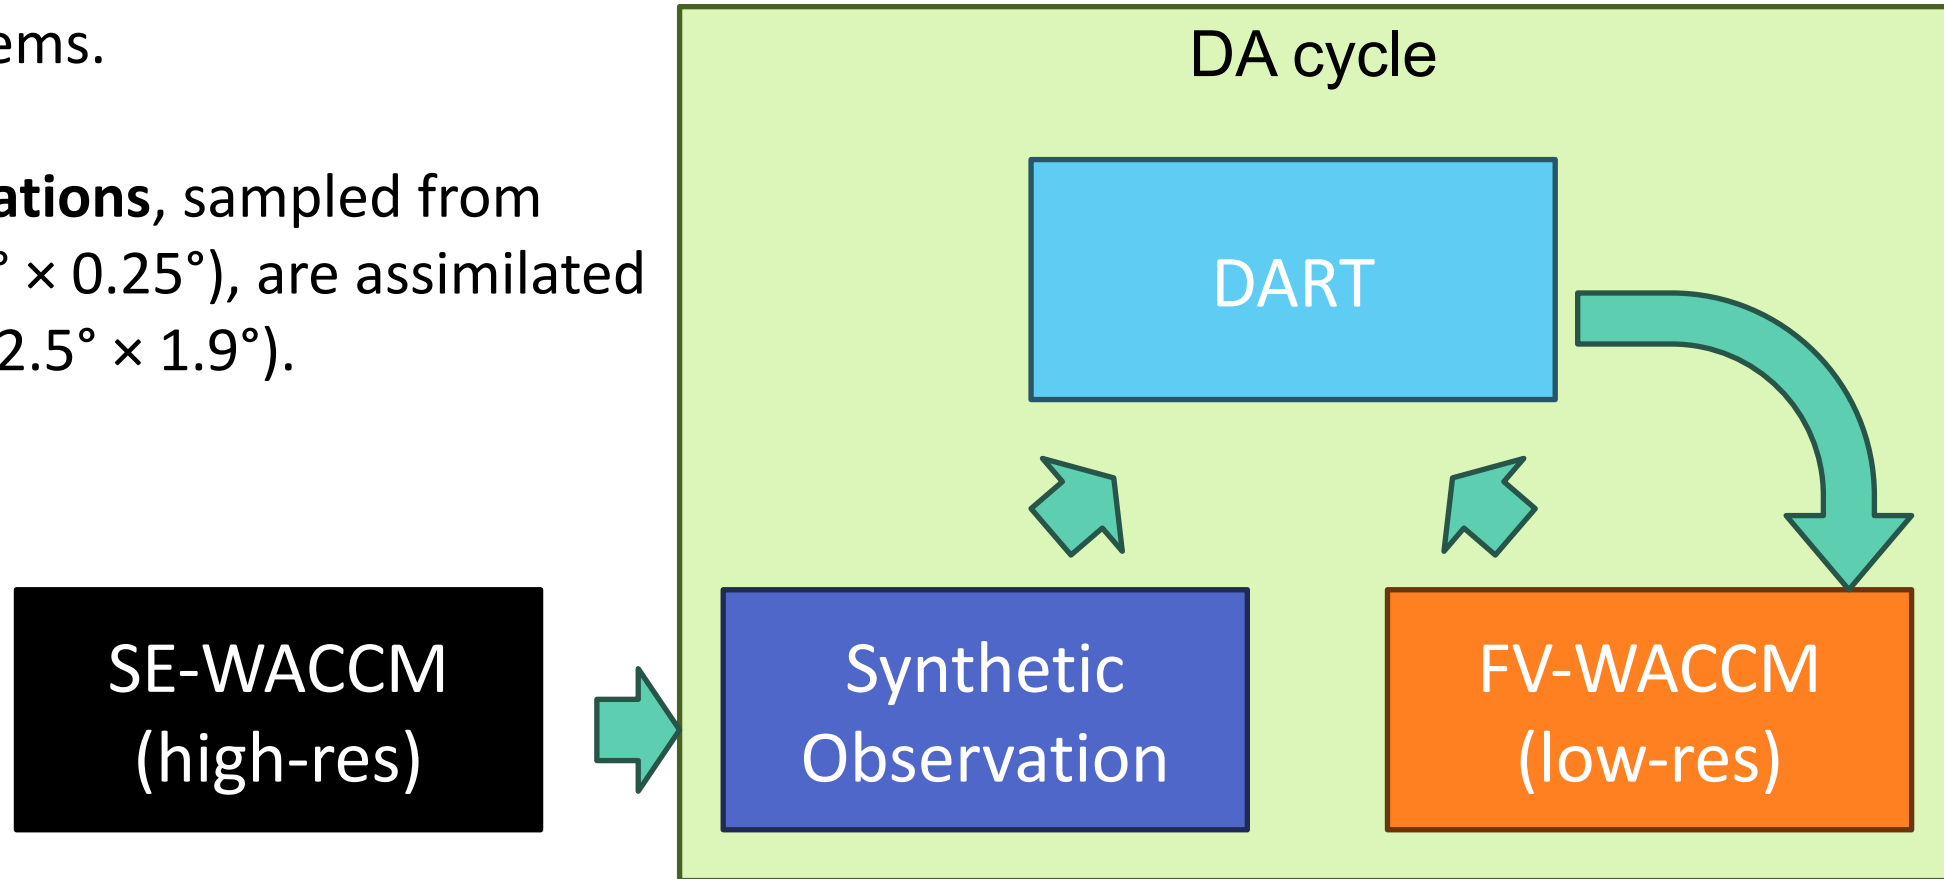 ems.
ations, sampled from
° × 0.25°), are assimilated
2.5° × 1.9°).
DA cycle
DART
SE-WACCM
(high-res)
Synthetic
Observation
FV-WACCM
(low-res)